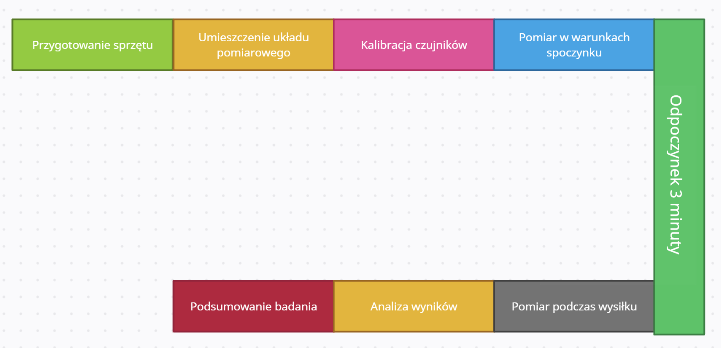 Przygotowanie sprzętu
Umieszczenie układu
pomiarowego
Kalibracja czujników
Pomiar w warunkach
spoczynku
Odpoczynek 3 minuty
Pomiar podczas wysiłku
Analiza wyników
Podsumowanie badania